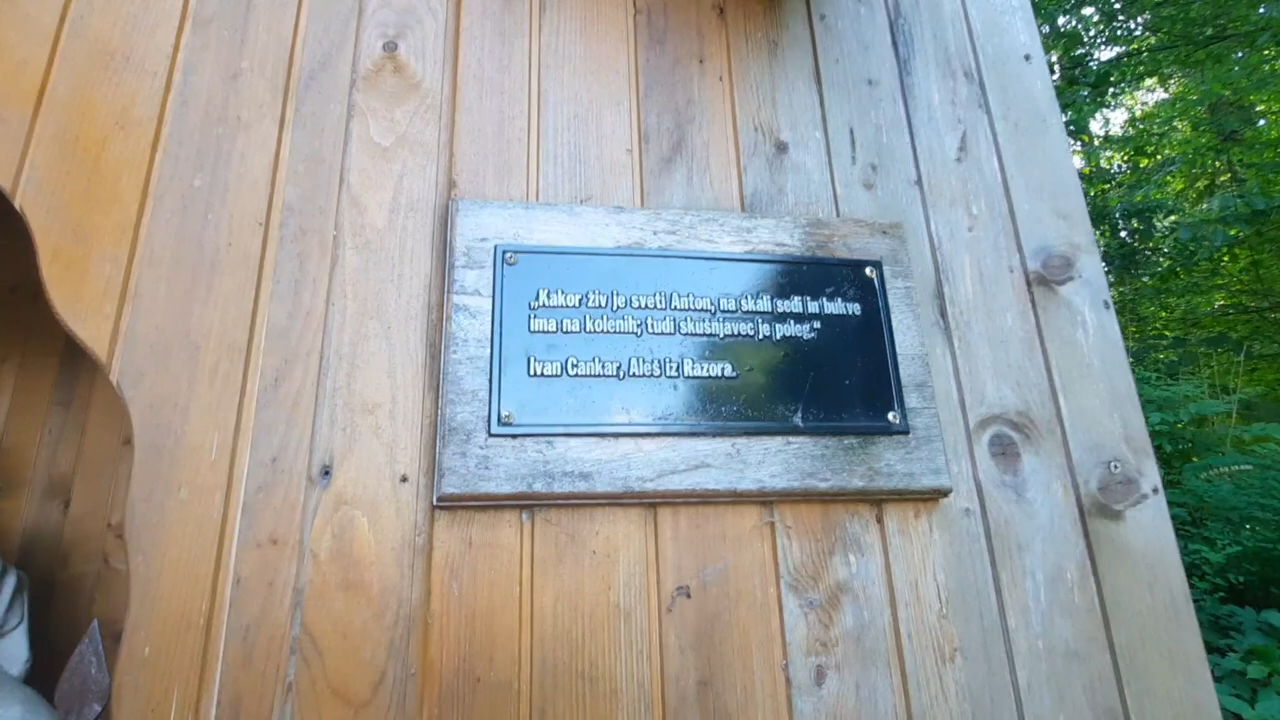 „Kakor živ je sveti Anton, na skali sedi in bukve
ima na kolenih; tudi skušnjavec je poleg.“
Ivan Cankar, Aleš iz Razora.